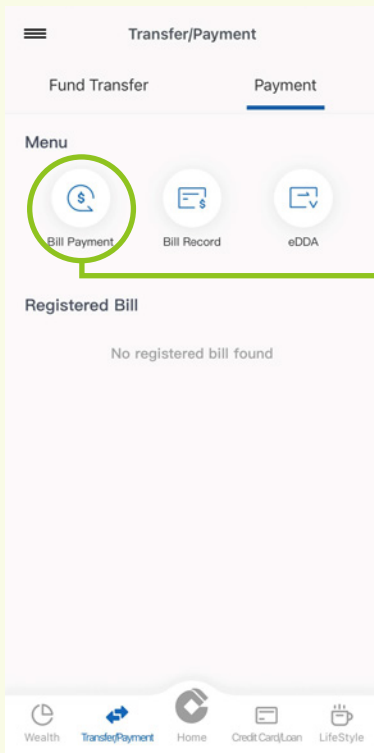 Transfer/Payment
Fund Transfer Payment
Menu
Bill Payment Bill Record eDDA
Registered Bill
No registered bill found
Wealth Transfer/Payment Home Credit Card/Loan LifeStyle